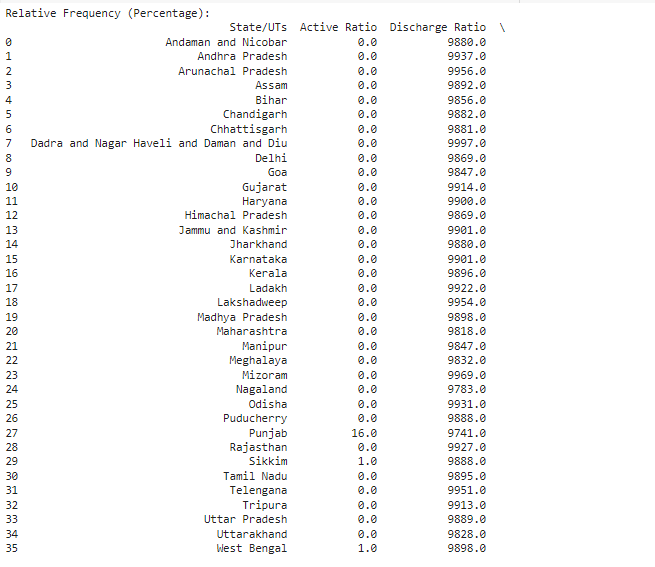 Relative Frequency (Percentage):
State/UTs Active Ratio Discharge Ratio \
0 Andaman and Nicobar 0.0 9880.0
1 Andhra Pradesh 0.0 9937.0
2 Arunachal Pradesh 0.0 9956.0
3 Assam 0.0 9892.0
4 Bihar 0.0 9856.0
5 Chandigarh 0.0 9882.0
6 Chhattisgarh 0.0 9881.0
7 Dadra and Nagar Haveli and Daman and Diu 0.0 9997.0
8 Delhi 0.0 9869.0
9 Goa 0.0 9847.0
10 Gujarat 0.0 9914.0
11 Haryana 0.0 9900.0
12 Himachal Pradesh 0.0 9869.0
13 Jammu and Kashmir 0.0 9901.0
14 Jharkhand 0.0 9880.0
15 Karnataka 0.0 9901.0
16 Kerala 0.0 9896.0
17 Ladakh 0.0 9922.0
18 Lakshadweep 0.0 9954.0
19 Madhya Pradesh 0.0 9898.0
20 Maharashtra 0.0 9818.0
21 Manipur 0.0 9847.0
22 Meghalaya 0.0 9832.0
23 Mizoram 0.0 9969.0
24 Nagaland 0.0 9783.0
25 Odisha 0.0 9931.0
26 Puducherry 0.0 9888.0
27 Punjab 16.0 9741.0
28 Rajasthan 0.0 9927.0
29 Sikkim 1.0 9888.0
30 Tamil Nadu 0.0 9895.0
31 Telengana 0.0 9951.0
32 Tripura 0.0 9913.0
33 Uttar Pradesh 0.0 9889.0
34 Uttarakhand 0.0 9828.0
35 West Bengal 1.0 9898.0